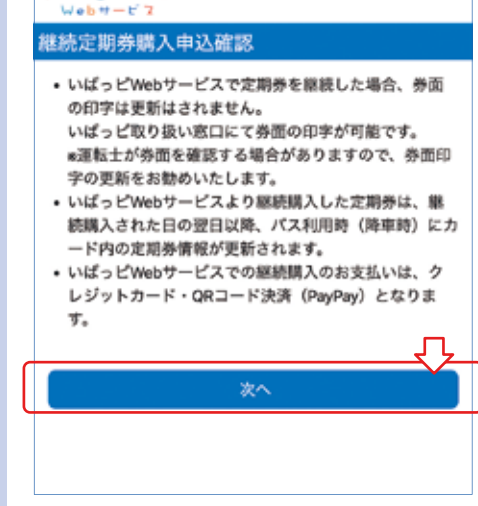 Webサービス
継続定期券購入申込確認
• いばっピWebサービスで定期券を継続した場合、券面
の印字は更新はされません。
いばっピ取り扱い窓口にて券面の印字が可能です。
※運転士が券面を確認する場合がありますので、券面印
字の更新をお勧めいたします。
• いばっピWebサービスより継続購入した定期券は、継
続購入された日の翌日以降、バス利用時（降車時）にカ
ード内の定期券情報が更新されます。
• いばっピWebサービスでの継続購入のお支払いは、ク
レジットカード・QRコード決済（PayPay）となりま
す。
次へ